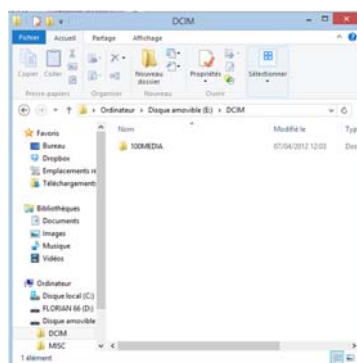 DCIM
Fichier Accueil Partage Affichage
Copier Coller Nouveau dossier Propriétés Sélectionner
Presse-papiers Organiser Nouveau Ouvrir
Ordinateur Disque amovible (E:) DCIM
Nom Modifié le
100MEDIA 07/04/2012 12:03
Favoris
Bureau
Dropbox
Emplacements
Téléchargements
Bibliothèques
Documents
Images
Musique
Vidéos
Ordinateur
Disque local (C:)
FLORIAN 66 (D:)
Disque amovible
DCIM
MISC
1 élément